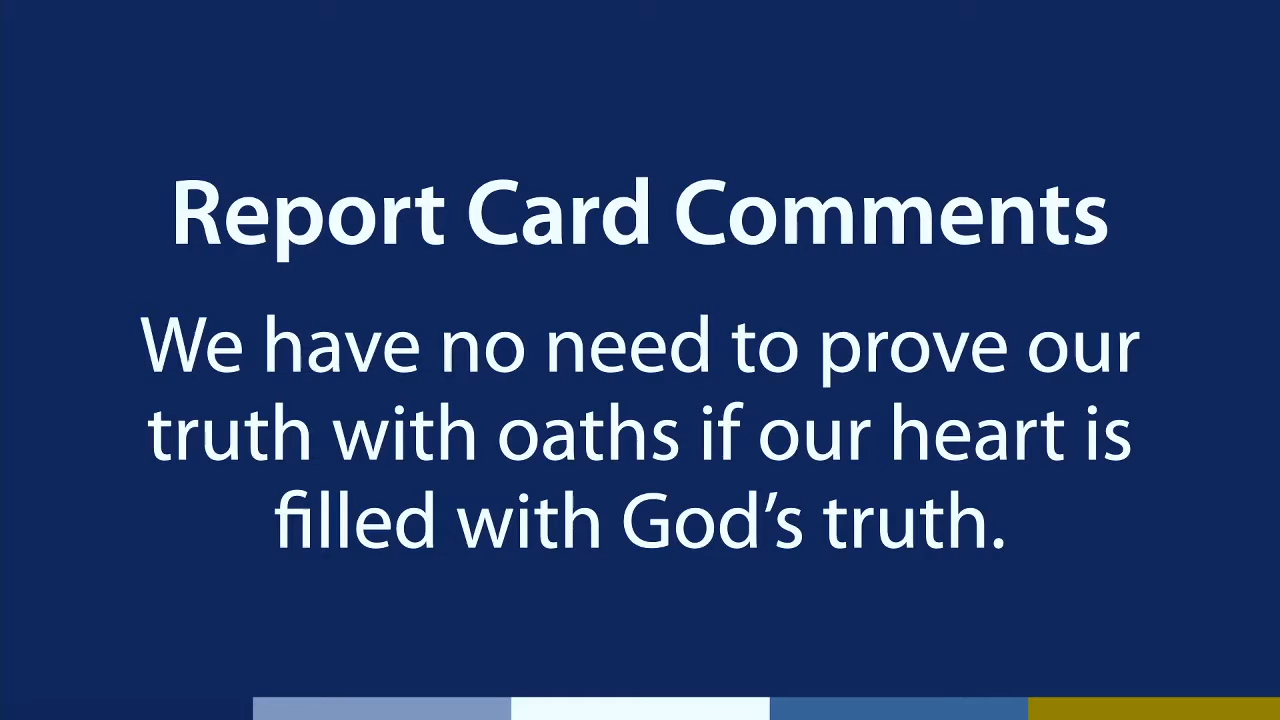 Report Card Comments
We have no need to prove our
truth with oaths if our heart is
filled with God’s truth.